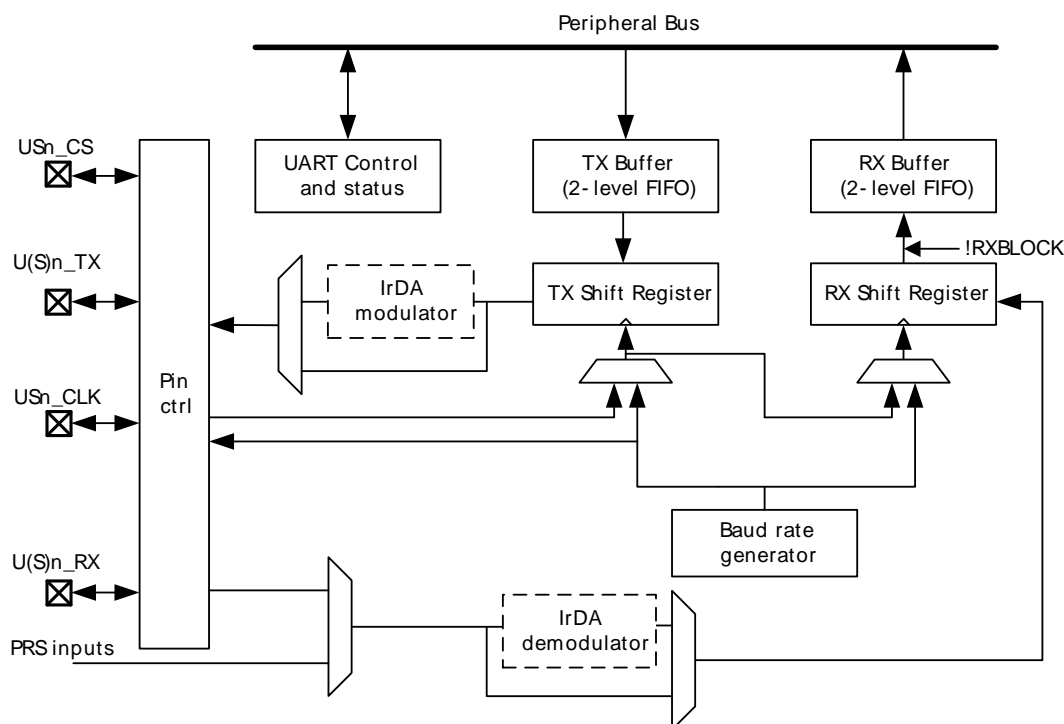 Peripheral Bus
USn_CS
UART Control
and status
TX Buffer
(2- level FIFO)
RX Buffer
(2- level FIFO)
!RXBLOCK
U(S)n_TX
IrDA
modulator
TX Shift Register
RX Shift Register
Pin
ctrl
USn_CLK
Baud rate
generator
U(S)n_RX
IrDA
demodulator
PRS inputs